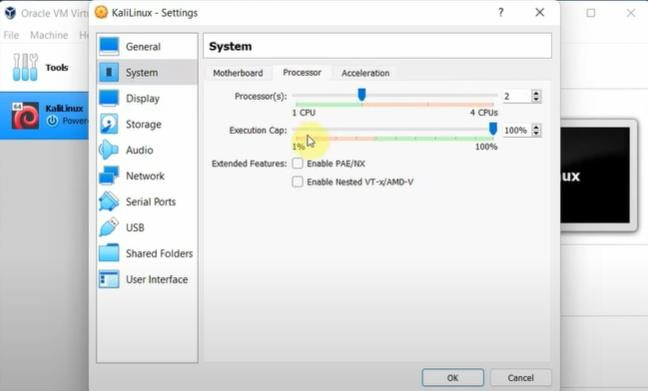 Oracle VM Virtu
KaliLinux - Settings
? ×
File Machine
General
System
Tools
System
Motherboard Processor Acceleration
Display
Processor(s): 2
64
KaliLinux
1 CPU 4 CPUs
Storage
Execution Cap: 100%
1% 100%
Audio
Extended Features: Enable PAE/NX
Network
Enable Nested VT-x/AMD-V
ux
Serial Ports
USB
Shared Folders
User Interface
OK Cancel